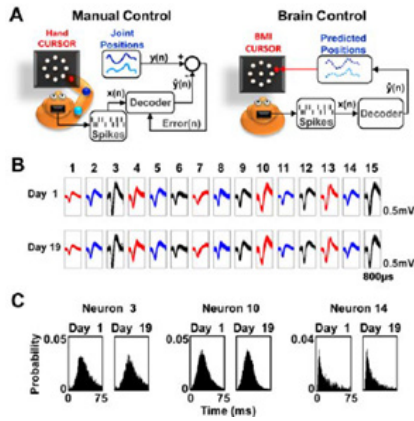 A
Manual Control
Brain Control
Hand
CURSOR
Joint
Positions
y(n)
+
ŷ(n)
x(n)
Decoder
Spikes
Error(n)
BMI
CURSOR
Predicted
Positions
ŷ(n)
x(n)
Spikes
Decoder
B
1 2 3 4 5 6 7 8 9 10 11 12 13 14 15
Day 1
0.5mV
Day 19
0.5mV
800µs
C
Neuron 3
Neuron 10
Neuron 14
Day 1 Day 19
Day 1 Day 19
Day 1 Day 19
0.05
0.05
0.04
Probability
0
0
0
0 75
0 75
0 75
Time (ms)